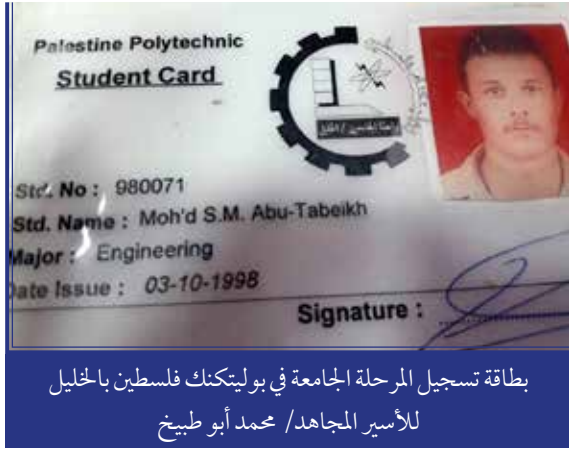 Palestine Polytechnic
Student Card
Std. No : 980071
Std. Name : Moh'd S.M. Abu-Tabeikh
Major : Engineering
Date Issue : 03-10-1998
Signature :
بطاقة تسجيل المرحلة الجامعة في بوليتكنك فلسطين بالخليل
للأسير المجاهد/ محمد أبو طبيخ